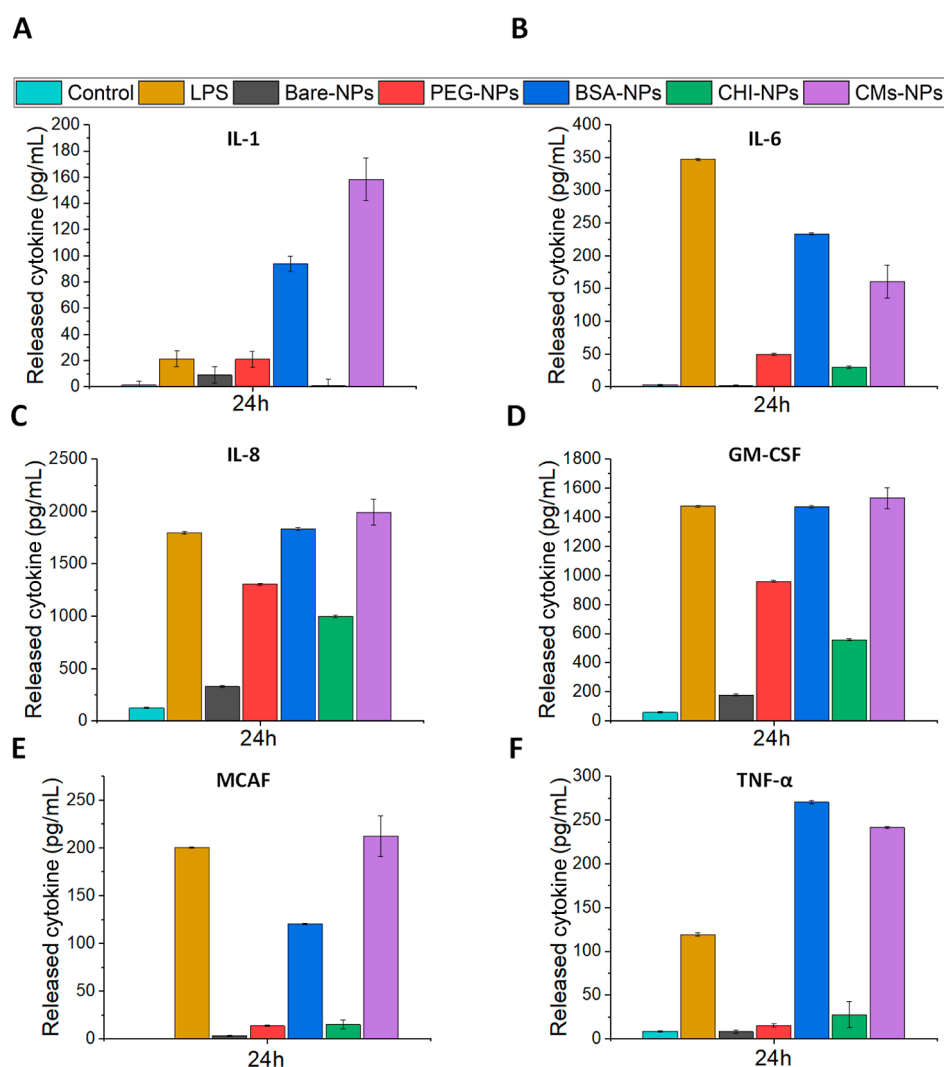 A
B
Control LPS Bare-NPs PEG-NPs BSA-NPs CHI-NPs CMs-NPs
IL-1
Released cytokine (pg/mL)
200
180
160
140
120
100
80
60
40
20
0
24h
IL-6
Released cytokine (pg/mL)
350
300
250
200
150
100
50
0
24h
C
IL-8
Released cytokine (pg/mL)
2500
2000
1500
1000
500
0
24h
D
GM-CSF
Released cytokine (pg/mL)
1800
1600
1400
1200
1000
800
600
400
200
0
24h
E
MCAF
Released cytokine (pg/mL)
250
200
150
100
50
0
24h
F
TNF-α
Released cytokine (pg/mL)
300
250
200
150
100
50
0
24h